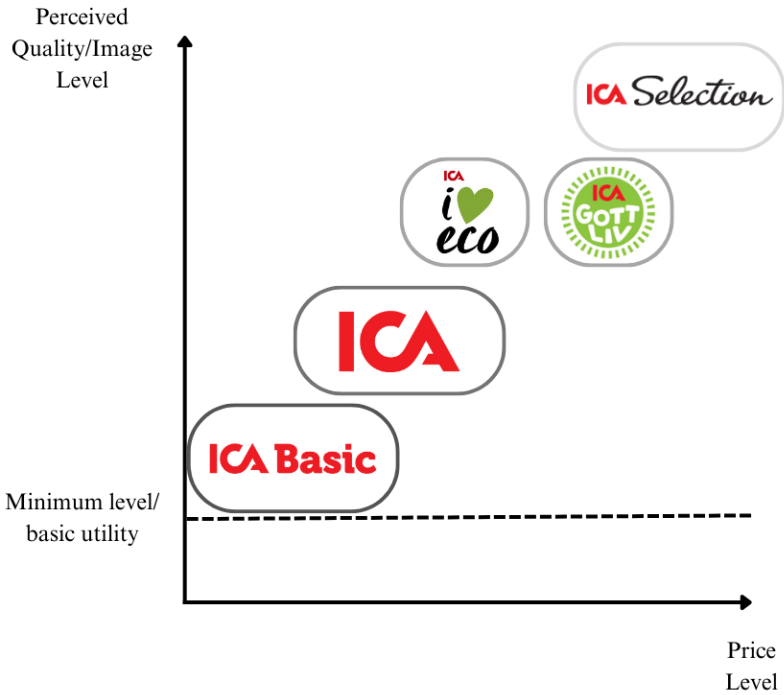 Perceived
Quality/Image
Level
ICA Selection
ICA
i
eco
ICA
GOTT
LIV
ICA
ICA Basic
Minimum level/
basic utility
Price
Level